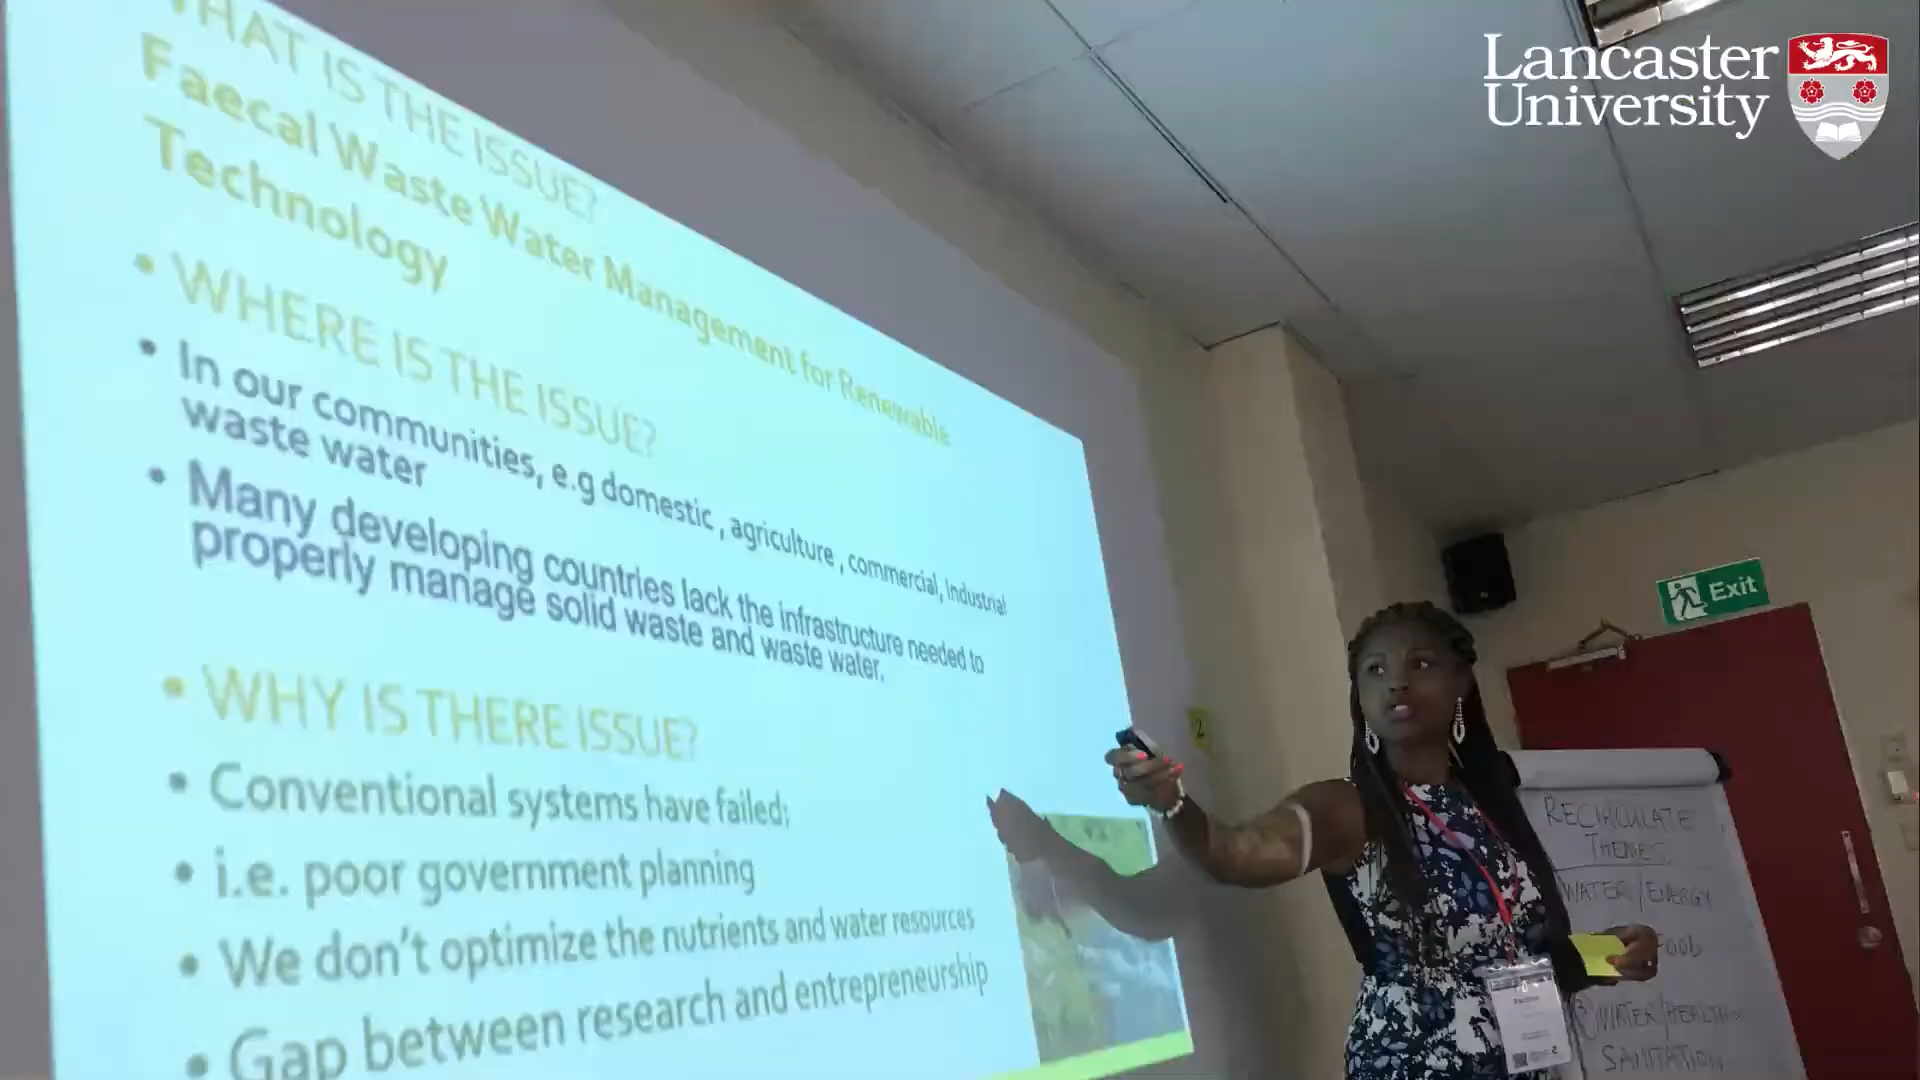 WHAT IS THE ISSUE?
Faecal Waste Water Management for Renewable
Technology
• WHERE IS THE ISSUE?
• In our communities, e.g domestic , agriculture , commercial, Industrial
waste water
• Many developing countries lack the infrastructure needed to
properly manage solid waste and waste water.
• WHY IS THERE ISSUE?
• Conventional systems have failed;
• i.e. poor government planning
• We don't optimize the nutrients and water resources
• Gap between research and entrepreneurship
Lancaster
University
Exit
2
RECIRCULATE
THEMES
WATER/ENERGY
FOOD
WATER/HEALTH
SANITATION